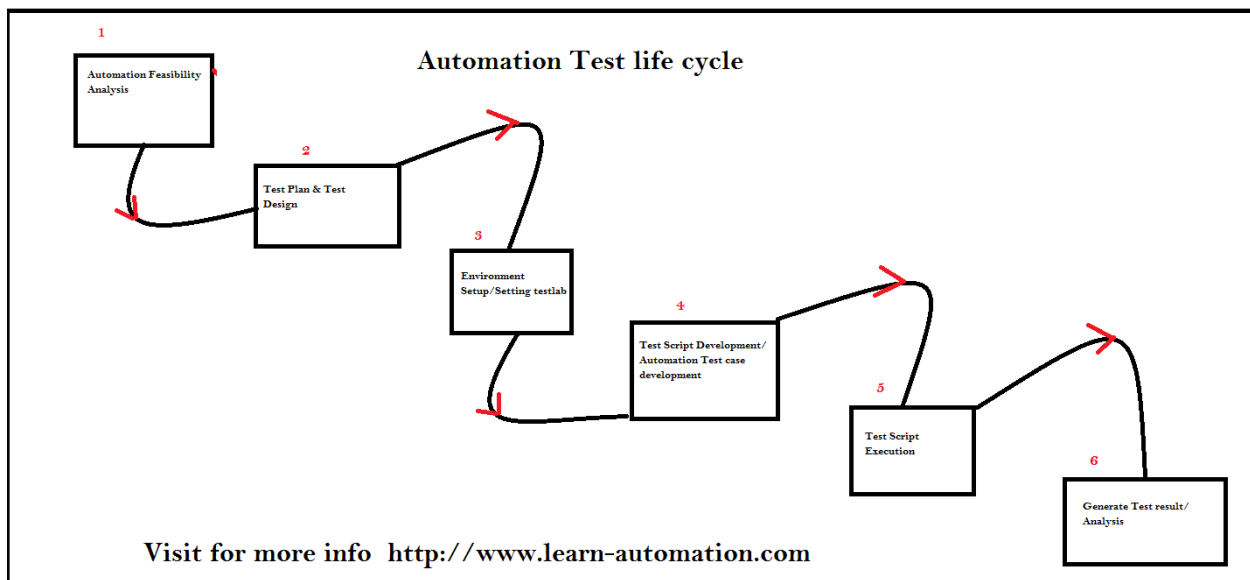 Automation Test life cycle
1
Automation Feasibility
Analysis
2
Test Plan & Test
Design
3
Environment
Setup/Setting testlab
4
Test Script Development/
Automation Test case
development
5
Test Script
Execution
6
Generate Test result/
Analysis
Visit for more info http://www.learn-automation.com